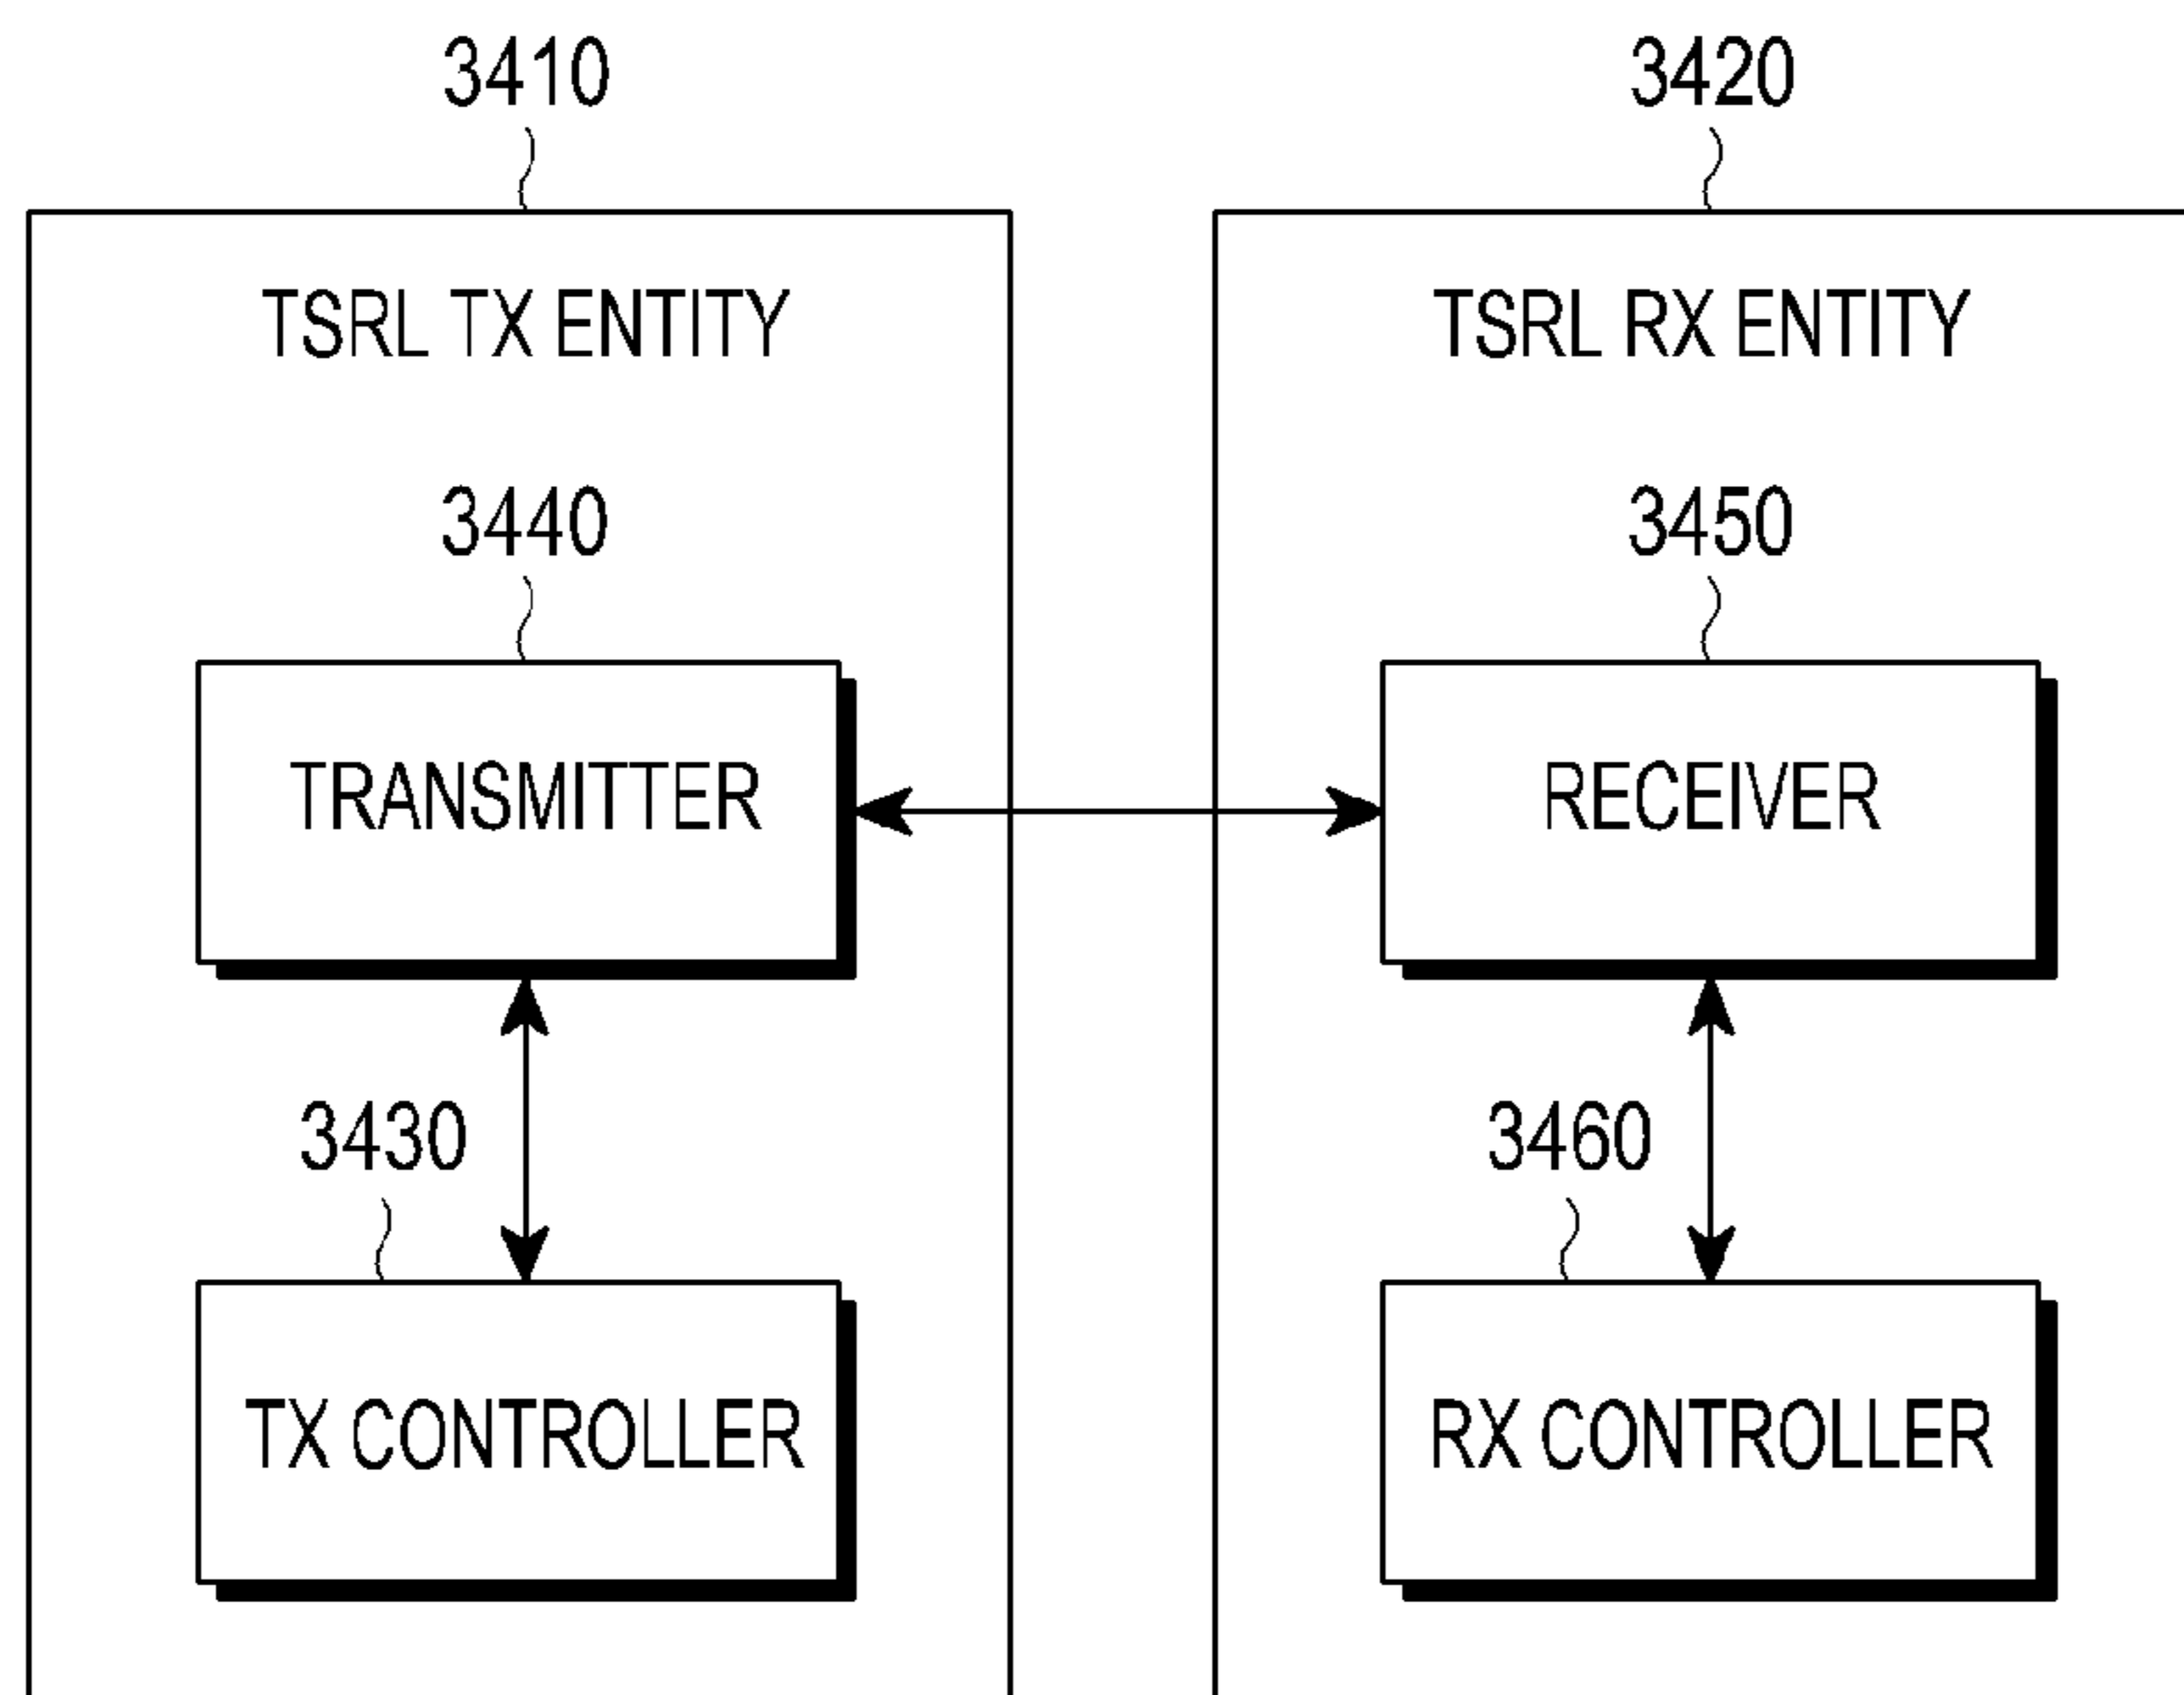 3410
3420
TSRL TX ENTITY
TSRL RX ENTITY
3440
3450
TRANSMITTER
RECEIVER
3430
3460
TX CONTROLLER
RX CONTROLLER